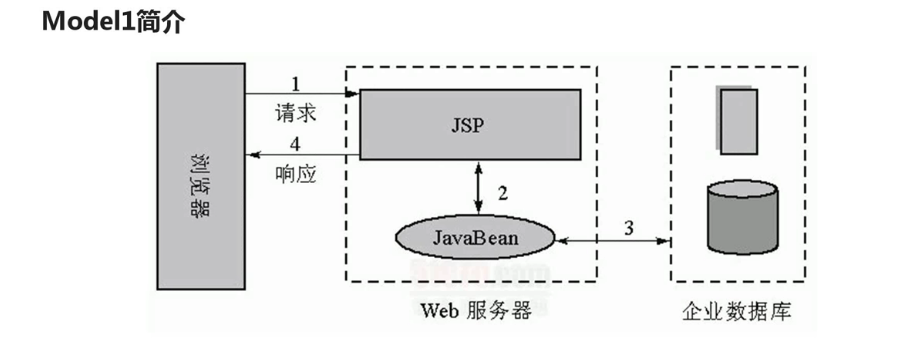 Model1简介
1
请求
JSP
4
响应
浏览器
2
JavaBean
3
Web 服务器
企业数据库